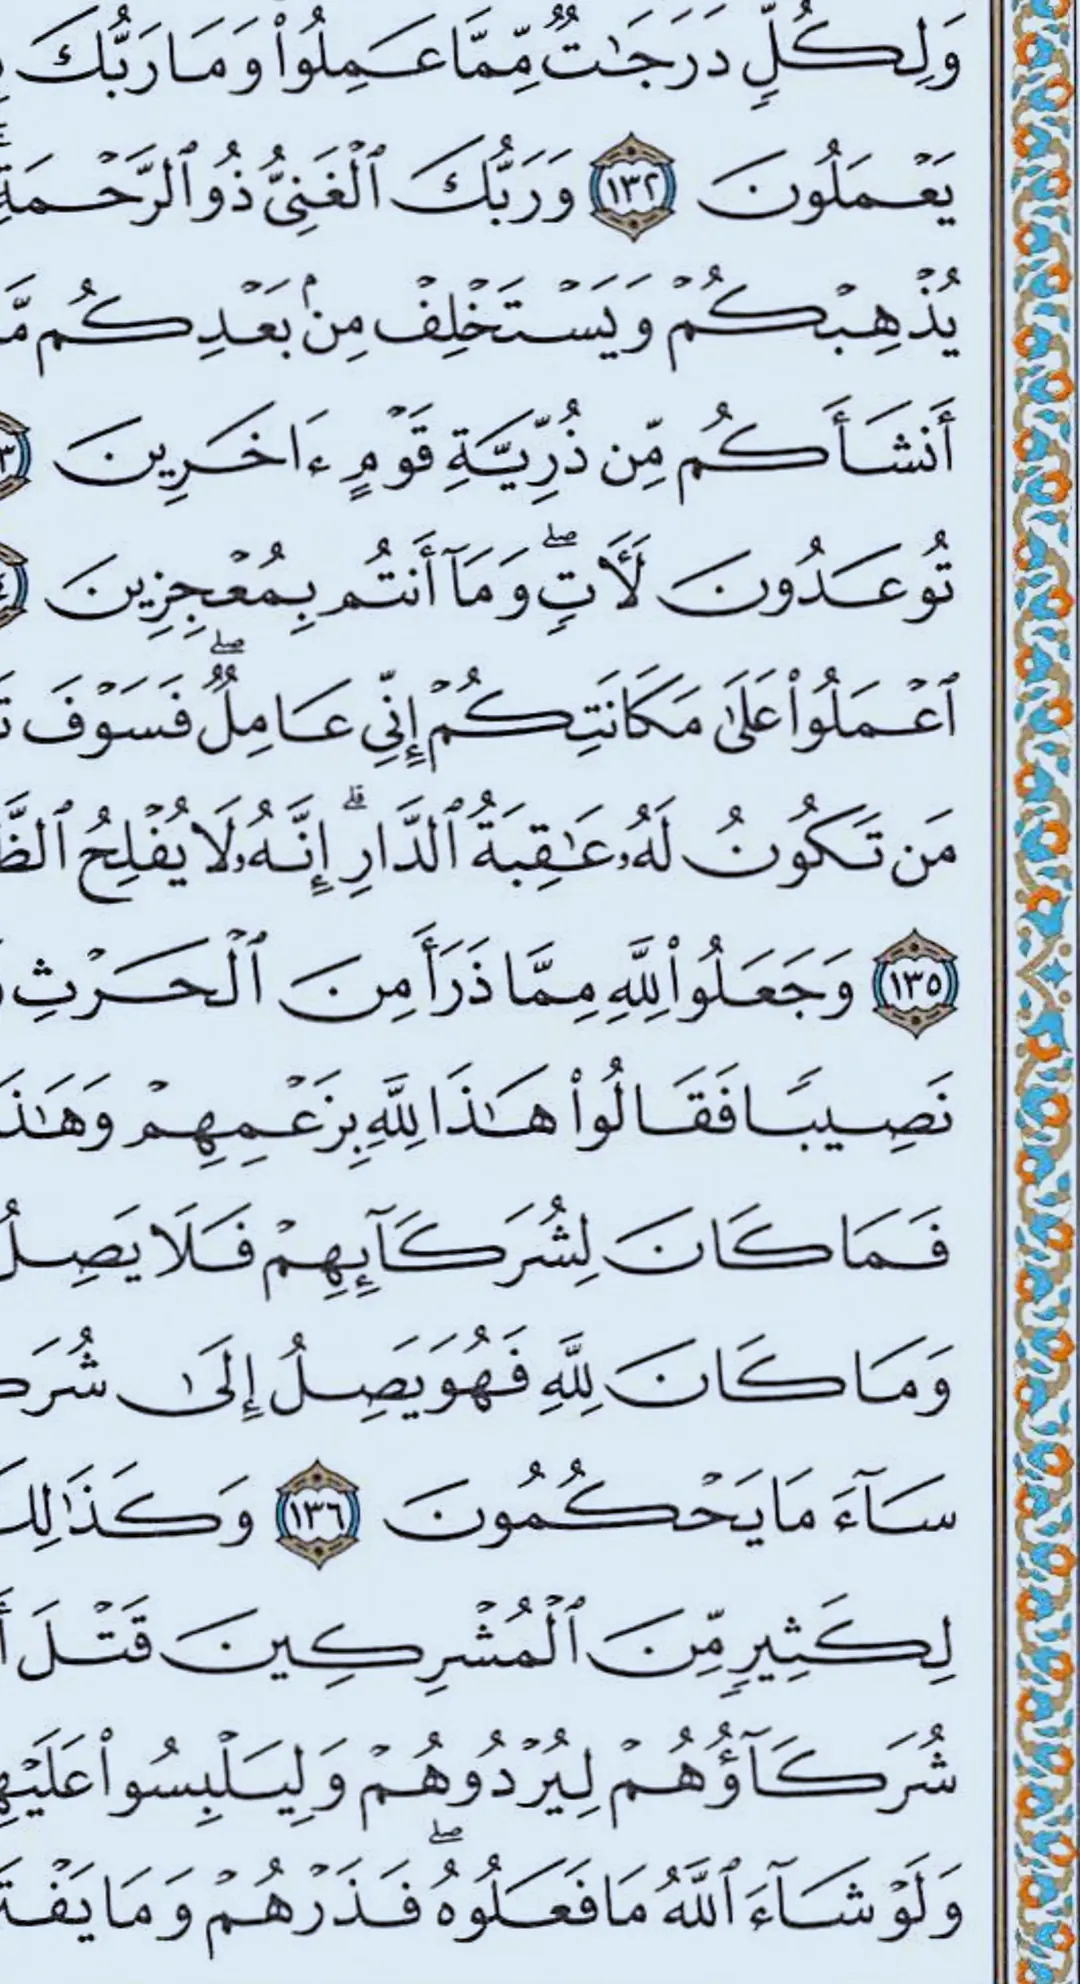 وَلِكُلٍّ دَرَجَٰتٌ مِّمَّا عَمِلُوا۟ وَمَا رَبُّكَ
يَعْمَلُونَ ١٣٢ وَرَبُّكَ ٱلْغَنِىُّ ذُو ٱلرَّحْمَةِ
يُذْهِبْكُمْ وَيَسْتَخْلِفْ مِنۢ بَعْدِكُم مَّ
أَنشَأَكُم مِّن ذُرِّيَّةِ قَوْمٍ ءَاخَرِينَ
تُوعَدُونَ لَـَٔاتٍ ۖ وَمَآ أَنتُم بِمُعْجِزِينَ
ٱعْمَلُوا۟ عَلَىٰ مَكَانَتِكُمْ إِنِّى عَامِلٌ ۖ فَسَوْفَ
مَن تَكُونُ لَهُۥ عَٰقِبَةُ ٱلدَّارِ ۗ إِنَّهُۥ لَا يُفْلِحُ ٱلظَّ
١٣٥ وَجَعَلُوا۟ لِلَّهِ مِمَّا ذَرَأَ مِنَ ٱلْحَرْثِ
نَصِيبًا فَقَالُوا۟ هَٰذَا لِلَّهِ بِزَعْمِهِمْ وَهَٰذَ
فَمَا كَانَ لِشُرَكَآئِهِمْ فَلَا يَصِلُ
وَمَا كَانَ لِلَّهِ فَهُوَ يَصِلُ إِلَىٰ شُرَكَ
سَآءَ مَا يَحْكُمُونَ ١٣٦ وَكَذَٰلِكَ
لِكَثِيرٍ مِّنَ ٱلْمُشْرِكِينَ قَتْلَ أَ
شُرَكَآؤُهُمْ لِيُرْدُوهُمْ وَلِيَلْبِسُوا۟ عَلَيْهِ
وَلَوْ شَآءَ ٱللَّهُ مَا فَعَلُوهُ ۖ فَذَرْهُمْ وَمَا يَفْتَ